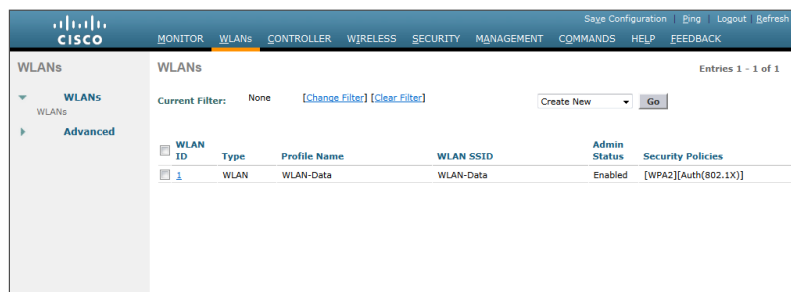 Save Configuration | Ping | Logout | Refresh
CISCO
MONITOR WLANs CONTROLLER WIRELESS SECURITY MANAGEMENT COMMANDS HELP FEEDBACK
WLANs
WLANs
WLANs
Advanced
WLANs
Entries 1 - 1 of 1
Current Filter: None [Change Filter] [Clear Filter]
Create New Go
WLAN ID Type Profile Name WLAN SSID Admin Status Security Policies
1 WLAN WLAN-Data WLAN-Data Enabled [WPA2][Auth(802.1X)]